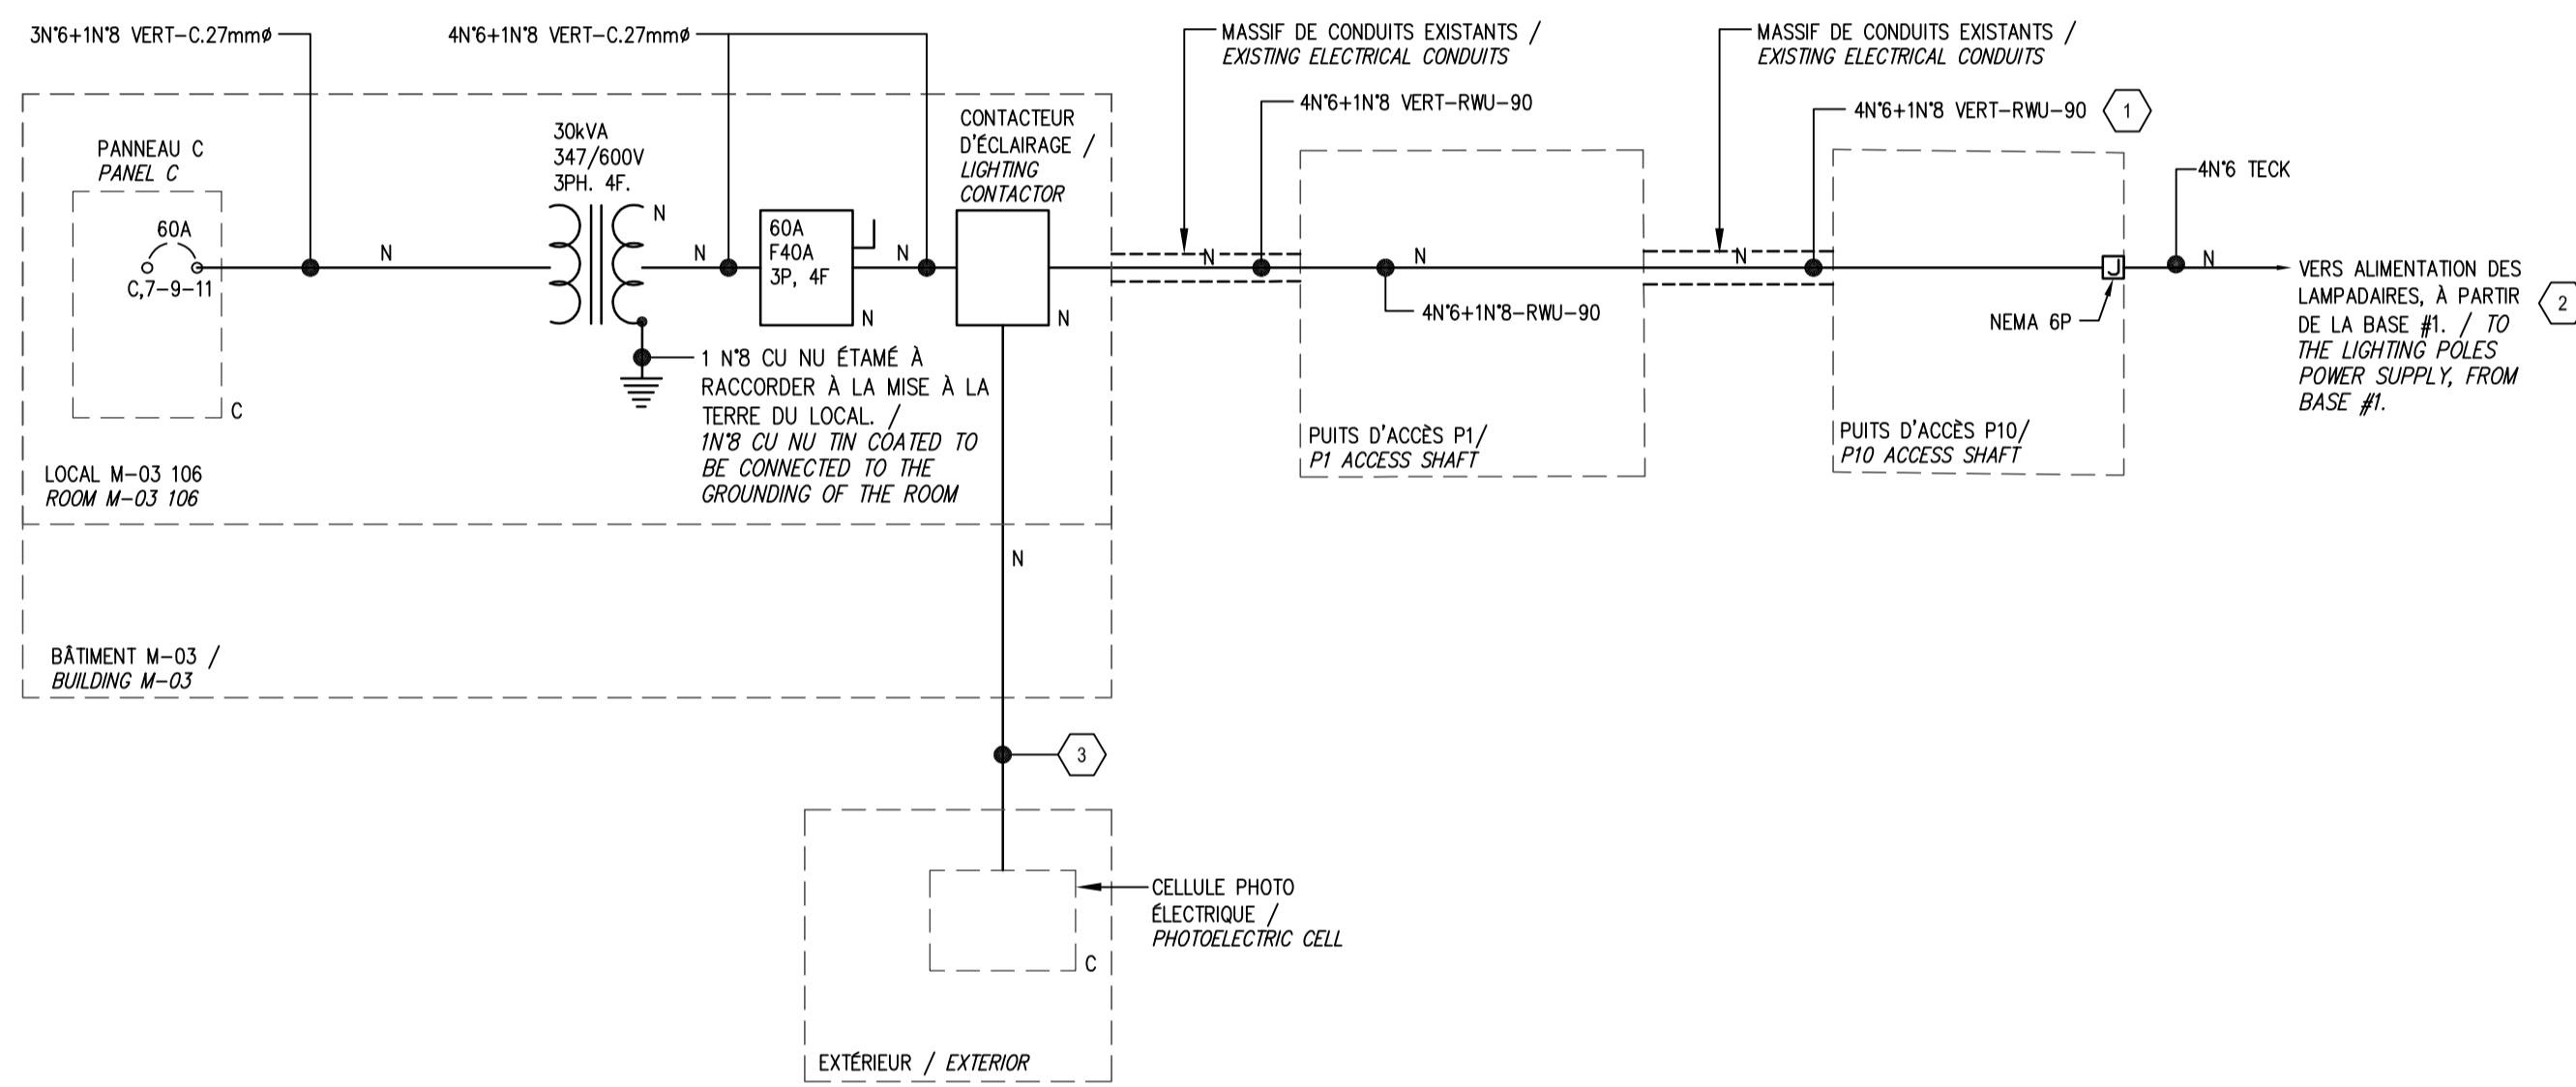 3N°6+1N°8 VERT-C.27mmø
4N°6+1N°8 VERT-C.27mmø
MASSIF DE CONDUITS EXISTANTS /
EXISTING ELECTRICAL CONDUITS
MASSIF DE CONDUITS EXISTANTS /
EXISTING ELECTRICAL CONDUITS
4N°6+1N°8 VERT-RWU-90
4N°6+1N°8 VERT-RWU-90
1
4N°6 TECK
PANNEAU C
PANEL C
60A
C,7-9-11
C
N
30kVA
347/600V
3PH. 4F.
N
N
60A
F40A
3P, 4F
N
N
CONTACTEUR
D'ÉCLAIRAGE /
LIGHTING
CONTACTOR
N
N
N
4N°6+1N°8-RWU-90
N
NEMA 6P
J
N
VERS ALIMENTATION DES
LAMPADAIRES, À PARTIR
DE LA BASE #1. / TO
THE LIGHTING POLES
POWER SUPPLY, FROM
BASE #1.
2
1 N°8 CU NU ÉTAMÉ À
RACCORDER À LA MISE À LA
TERRE DU LOCAL. /
1N°8 CU NU TIN COATED TO
BE CONNECTED TO THE
GROUNDING OF THE ROOM
PUITS D'ACCÈS P1/
P1 ACCESS SHAFT
PUITS D'ACCÈS P10/
P10 ACCESS SHAFT
LOCAL M-03 106
ROOM M-03 106
N
BÂTIMENT M-03 /
BUILDING M-03
3
CELLULE PHOTO
ÉLECTRIQUE /
PHOTOELECTRIC CELL
C
EXTÉRIEUR / EXTERIOR